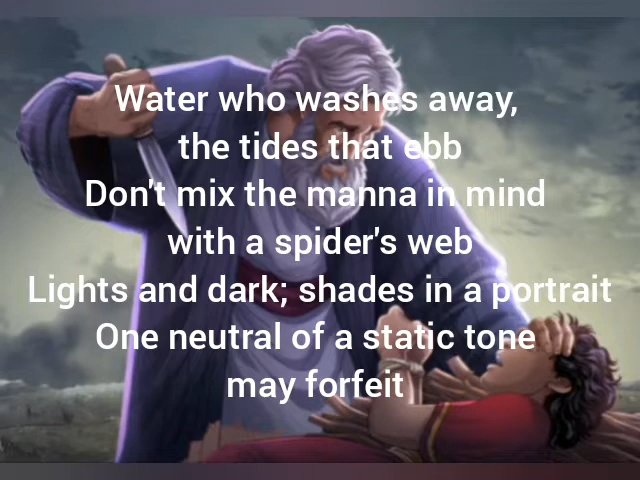 Water who washes away,
the tides that ebb
Don't mix the manna in mind
with a spider's web
Lights and dark; shades in a portrait
One neutral of a static tone
may forfeit